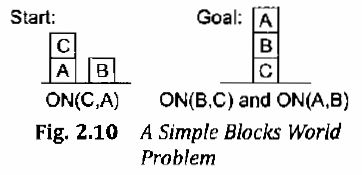 Start:
Goal:
A
C
B
A
B
C
ON(C,A)
ON(B,C) and ON(A,B)
Fig. 2.10 A Simple Blocks World
Problem